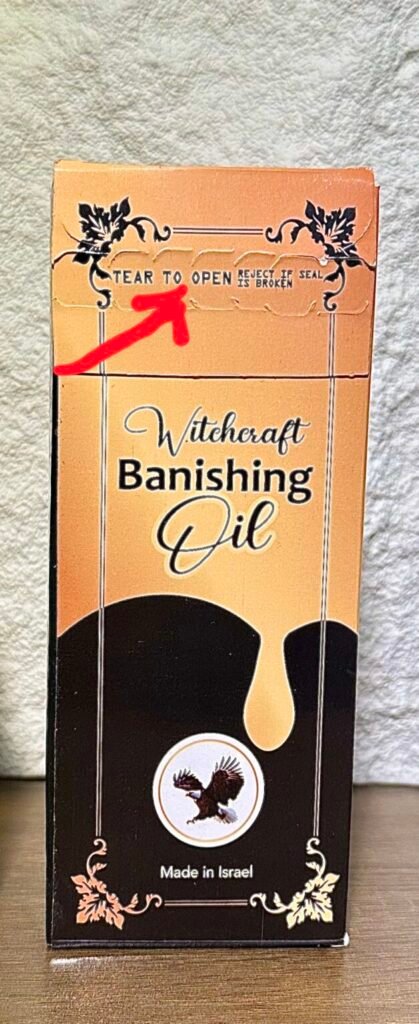 TEAR TO OPEN REJECT IF SEAL
IS BROKEN
Witchcraft
Banishing
Oil
Made in Israel